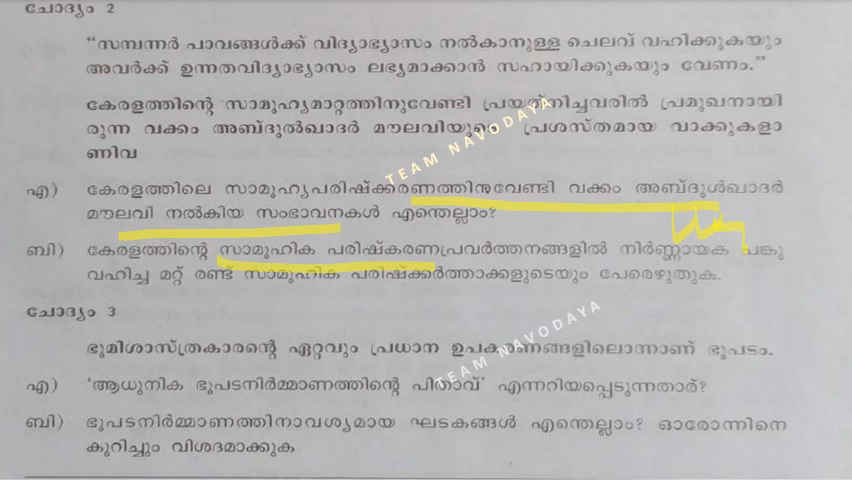 ചോദ്യം 2
“സമ്പന്നർ പാവങ്ങൾക്ക് വിദ്യാഭ്യാസം നൽകാനുള്ള ചെലവ് വഹിക്കുകയും
അവർക്ക് ഉന്നതവിദ്യാഭ്യാസം ലഭ്യമാക്കാൻ സഹായിക്കുകയും വേണം.”
കേരളത്തിന്റെ സാമൂഹ്യമാറ്റത്തിനുവേണ്ടി പ്രയത്നിച്ചവരിൽ പ്രമുഖനായി
രുന്ന വക്കം അബ്ദുൽഖാദർ മൗലവിയുടെ പ്രശസ്തമായ വാക്കുകളാ
ണിവ
TEAM NAVODAYA
എ) കേരളത്തിലെ സാമൂഹ്യപരിഷ്ക്കരണത്തിനുവേണ്ടി വക്കം അബ്ദുൾഖാദർ
മൗലവി നൽകിയ സംഭാവനകൾ എന്തെല്ലാം?
ബി) കേരളത്തിന്റെ സാമൂഹിക പരിഷ്കരണപ്രവർത്തനങ്ങളിൽ നിർണ്ണായക പങ്കു
വഹിച്ച മറ്റ് രണ്ട് സാമൂഹിക പരിഷ്ക്കർത്താക്കളുടെയും പേരെഴുതുക.
ചോദ്യം 3
ഭൂമിശാസ്ത്രകാരന്റെ ഏറ്റവും പ്രധാന ഉപകരണങ്ങളിലൊന്നാണ് ഭൂപടം.
TEAM NAVODAYA
എ) ‘ആധുനിക ഭൂപടനിർമ്മാണത്തിന്റെ പിതാവ്’ എന്നറിയപ്പെടുന്നതാര്?
ബി) ഭൂപടനിർമ്മാണത്തിനാവശ്യമായ ഘടകങ്ങൾ എന്തെല്ലാം? ഓരോന്നിനെ
കുറിച്ചും വിശദമാക്കുക